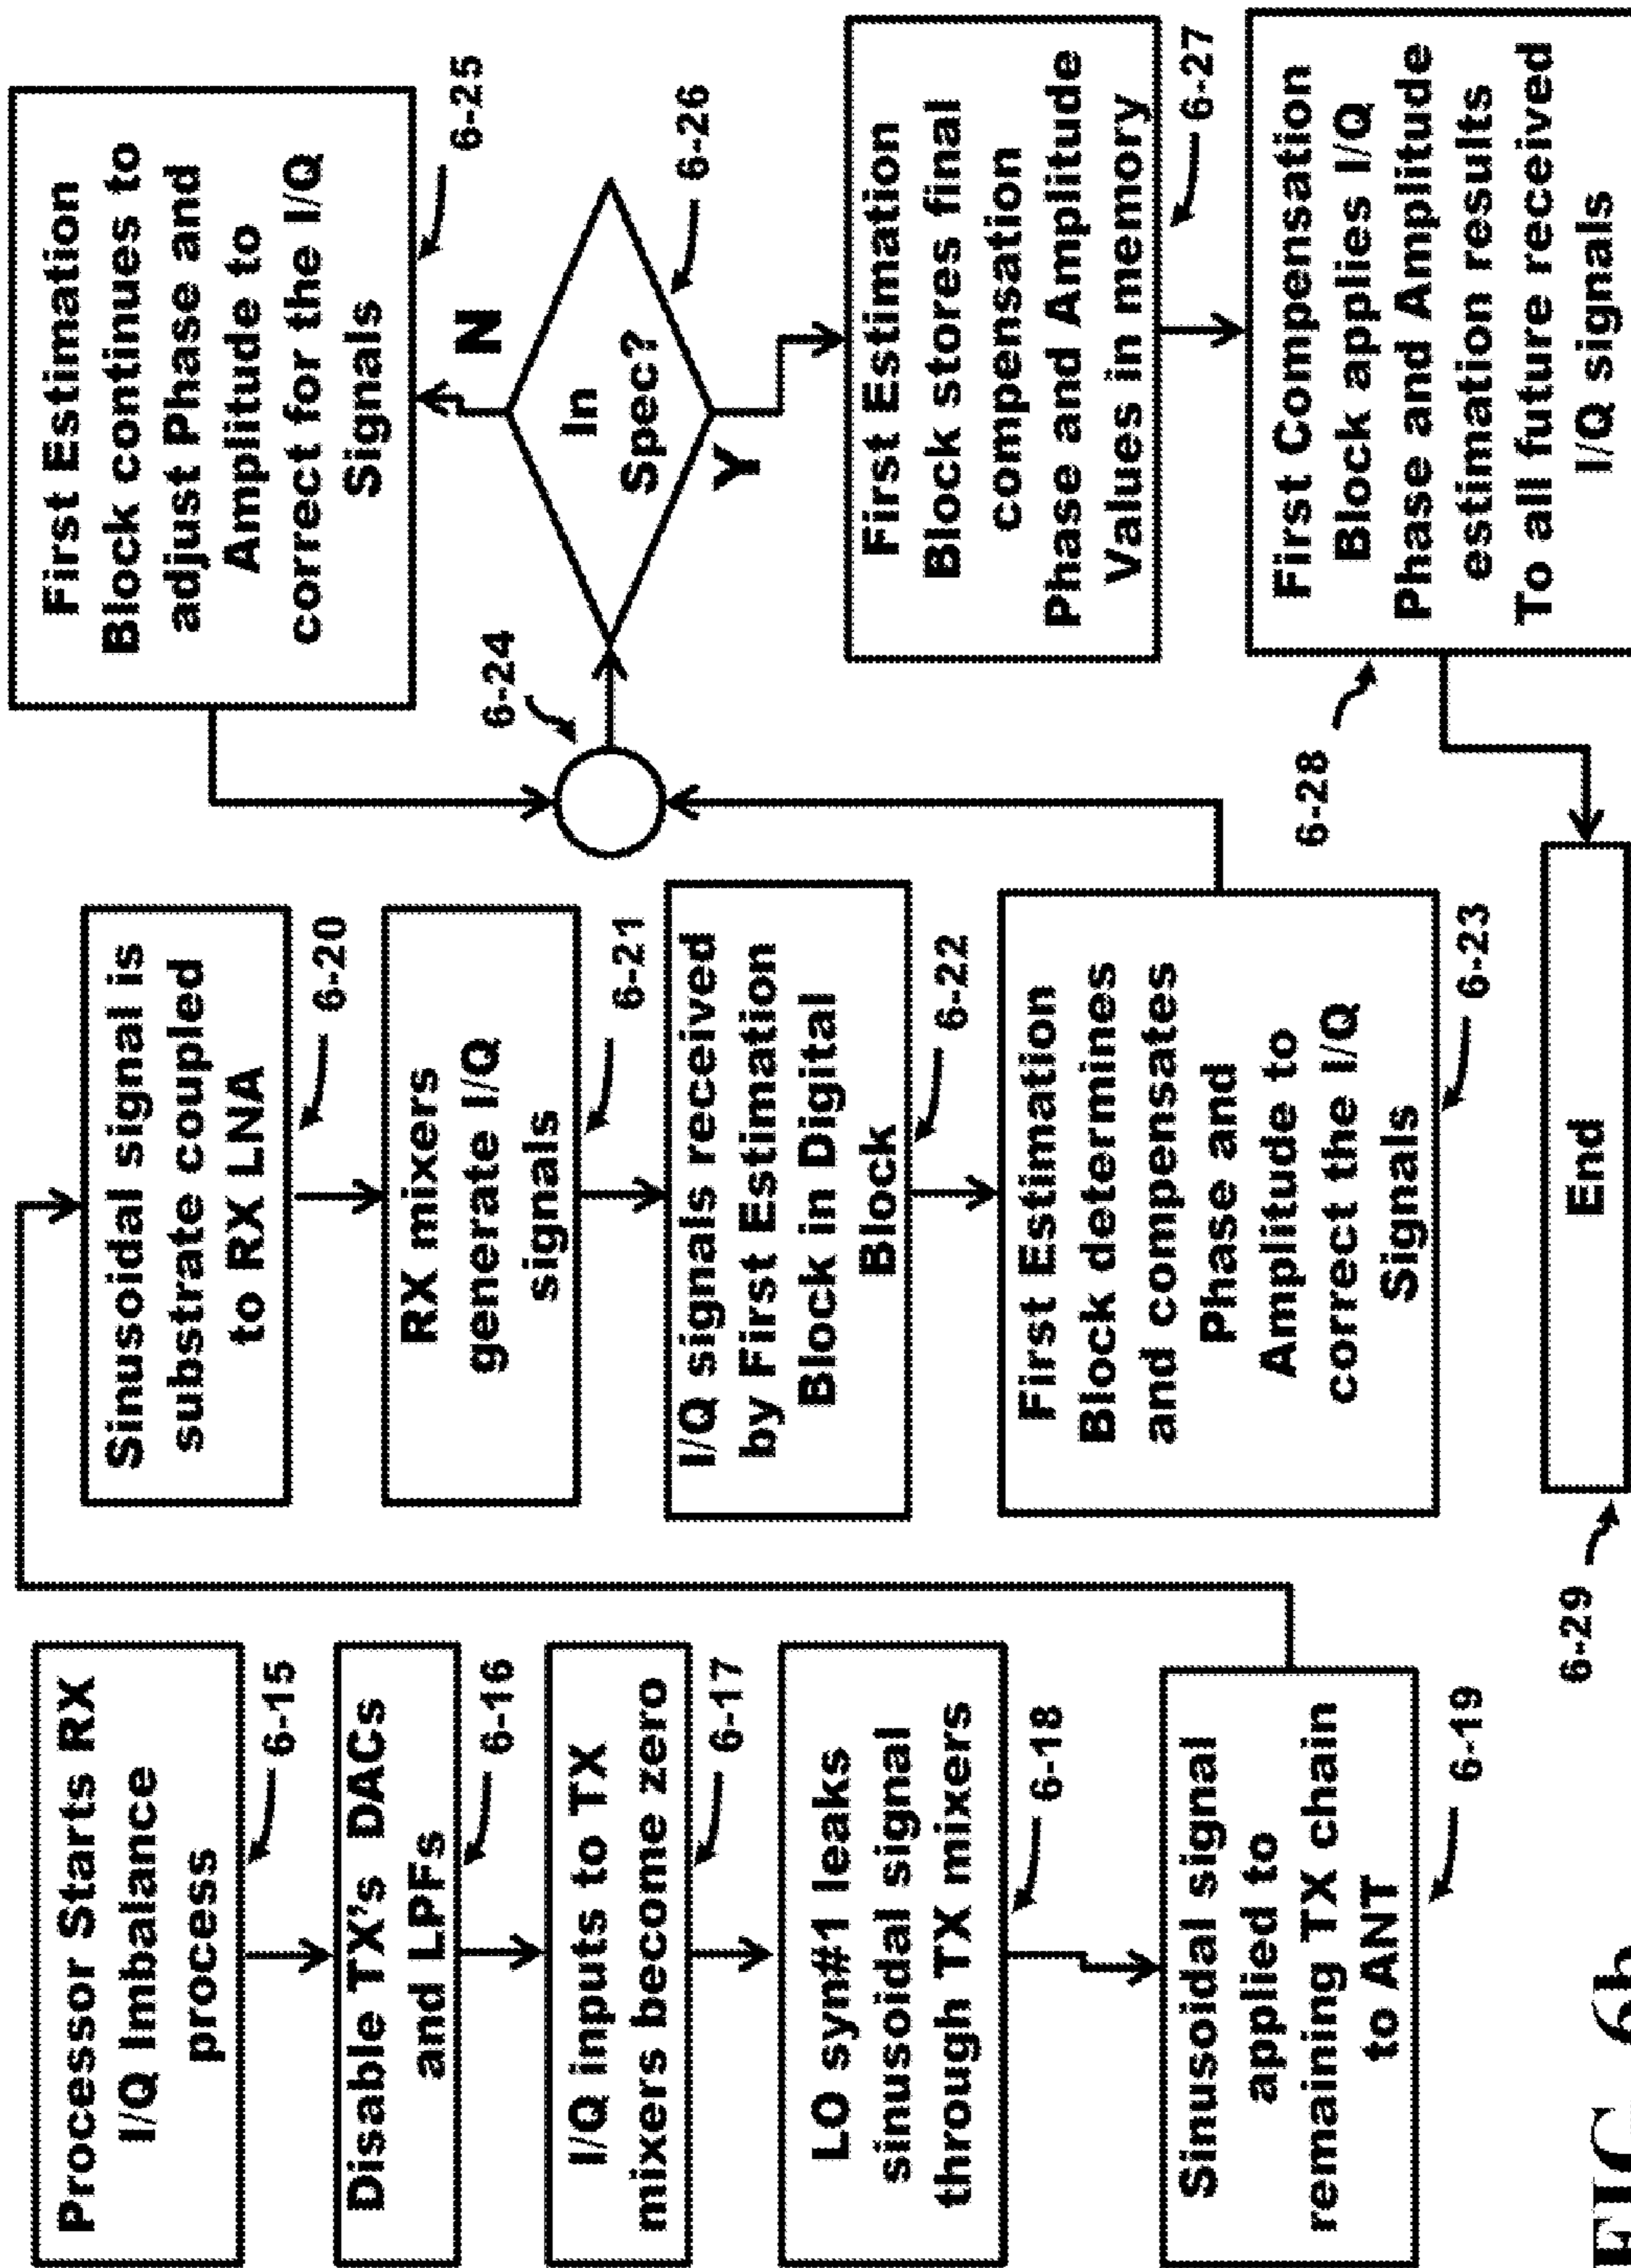 Processor Starts RX
I/Q Imbalance
process
6-15
Disable TX's DACs
and LPFs
6-16
I/Q inputs to TX
mixers become zero
6-17
LO syn#1 leaks
sinusoidal signal
through TX mixers
6-18
Sinusoidal signal
applied to
remaining TX chain
to ANT
6-19
Sinusoidal signal is
substrate coupled
to RX LNA
6-20
RX mixers
generate I/Q
signals
6-21
I/Q signals received
by First Estimation
Block in Digital
Block
6-22
First Estimation
Block determines
and compensates
Phase and
Amplitude to
correct the I/Q
Signals
6-23
6-24
First Estimation
Block continues to
adjust Phase and
Amplitude to
correct for the I/Q
Signals
6-25
N
In
Spec?
6-26
Y
First Estimation
Block stores final
compensation
Phase and Amplitude
Values in memory
6-27
First Compensation
Block applies I/Q
Phase and Amplitude
estimation results
To all future received
I/Q signals
6-28
End
6-29
FIG. 6b